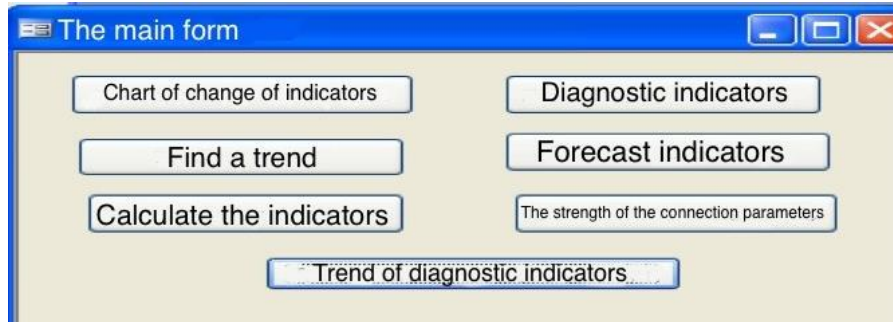 The main form
Chart of change of indicators
Diagnostic indicators
Find a trend
Forecast indicators
Calculate the indicators
The strength of the connection parameters
Trend of diagnostic indicators